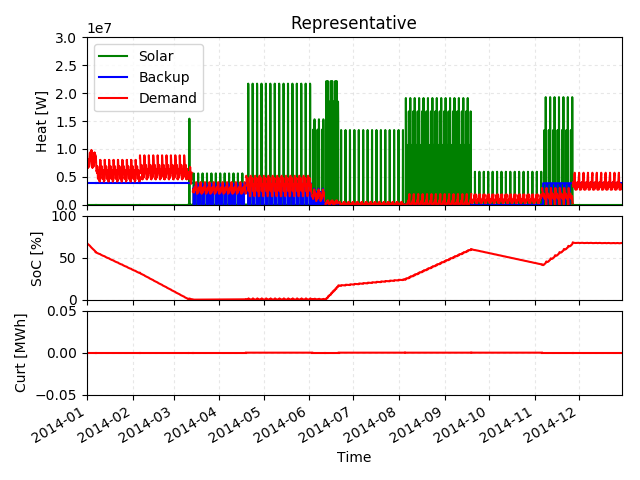 Representative
1e7
3.0
2.5
2.0
1.5
1.0
0.5
0.0
Heat [W]
Solar
Backup
Demand
100
50
0
SoC [%]
0.05
0.00
−0.05
Curt [MWh]
2014-01
2014-02
2014-03
2014-04
2014-05
2014-06
2014-07
2014-08
2014-09
2014-10
2014-11
2014-12
Time